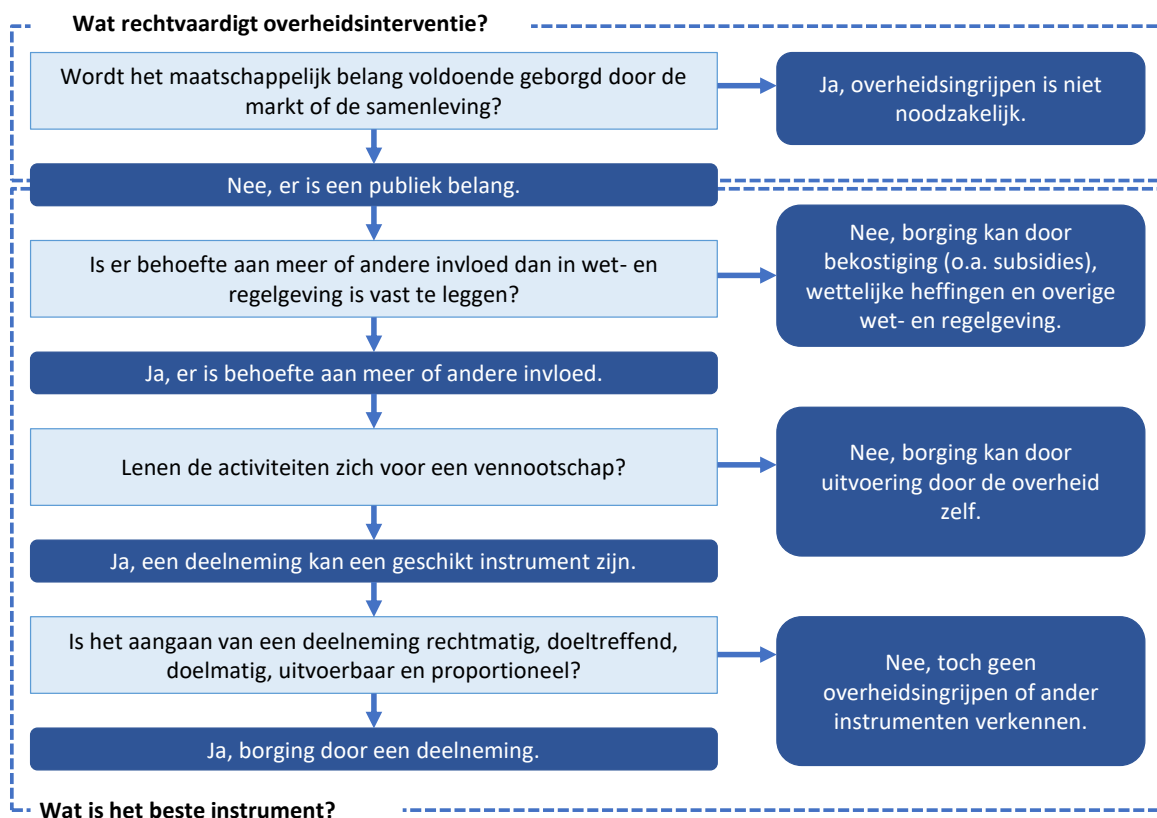 Wat rechtvaardigt overheidsinterventie?
Wordt het maatschappelijk belang voldoende geborgd door de
markt of de samenleving?
Ja, overheidsingrijpen is niet
noodzakelijk.
Nee, er is een publiek belang.
Is er behoefte aan meer of andere invloed dan in wet- en
regelgeving is vast te leggen?
Nee, borging kan door
bekostiging (o.a. subsidies),
wettelijke heffingen en overige
wet- en regelgeving.
Ja, er is behoefte aan meer of andere invloed.
Lenen de activiteiten zich voor een vennootschap?
Nee, borging kan door
uitvoering door de overheid
zelf.
Ja, een deelneming kan een geschikt instrument zijn.
Is het aangaan van een deelneming rechtmatig, doeltreffend,
doelmatig, uitvoerbaar en proportioneel?
Nee, toch geen
overheidsingrijpen of ander
instrumenten verkennen.
Ja, borging door een deelneming.
Wat is het beste instrument?